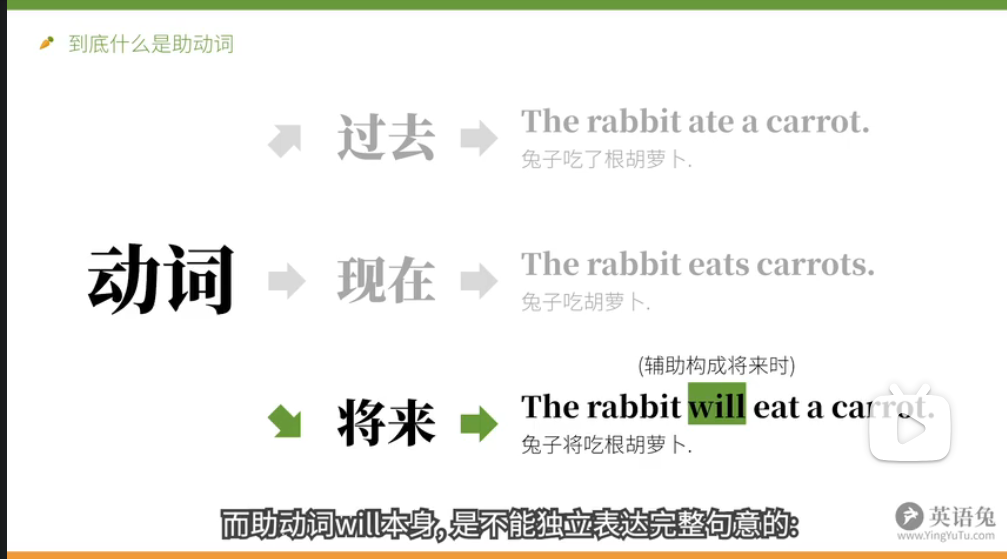 到底什么是助动词
过去
The rabbit ate a carrot.
兔子吃了根胡萝卜.
动词
现在
The rabbit eats carrots.
兔子吃胡萝卜.
(辅助构成将来时)
将来
The rabbit will eat a carrot.
兔子将吃根胡萝卜.
而助动词will本身, 是不能独立表达完整句意的:
英语兔
www.YingYuTu.com